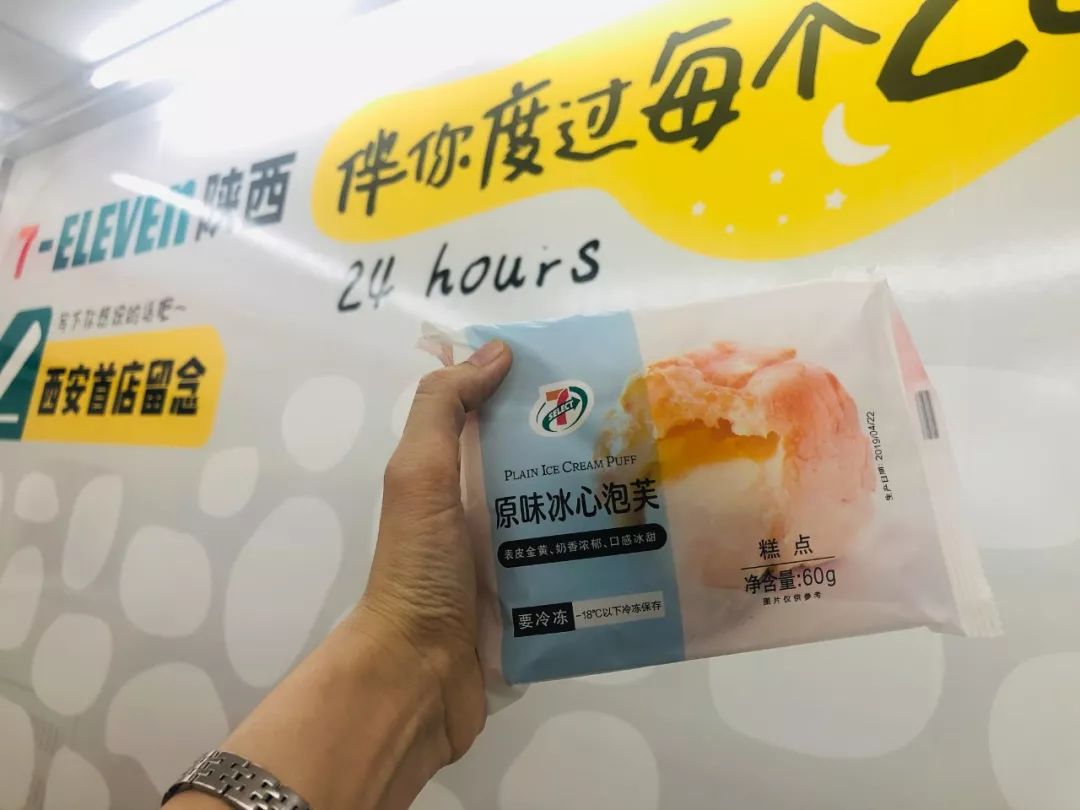 伴你度过每个2
7-ELEVEn陕西
24 hours
写下你想说的话吧~
西安首店留念
7
SELECT
PLAIN ICE CREAM PUFF
原味冰心泡芙
表皮金黄、奶香浓郁、口感冰甜
要冷冻 -18℃以下冷冻保存
糕点
净含量:60g
图片仅供参考
生产日期: 2019/04/22